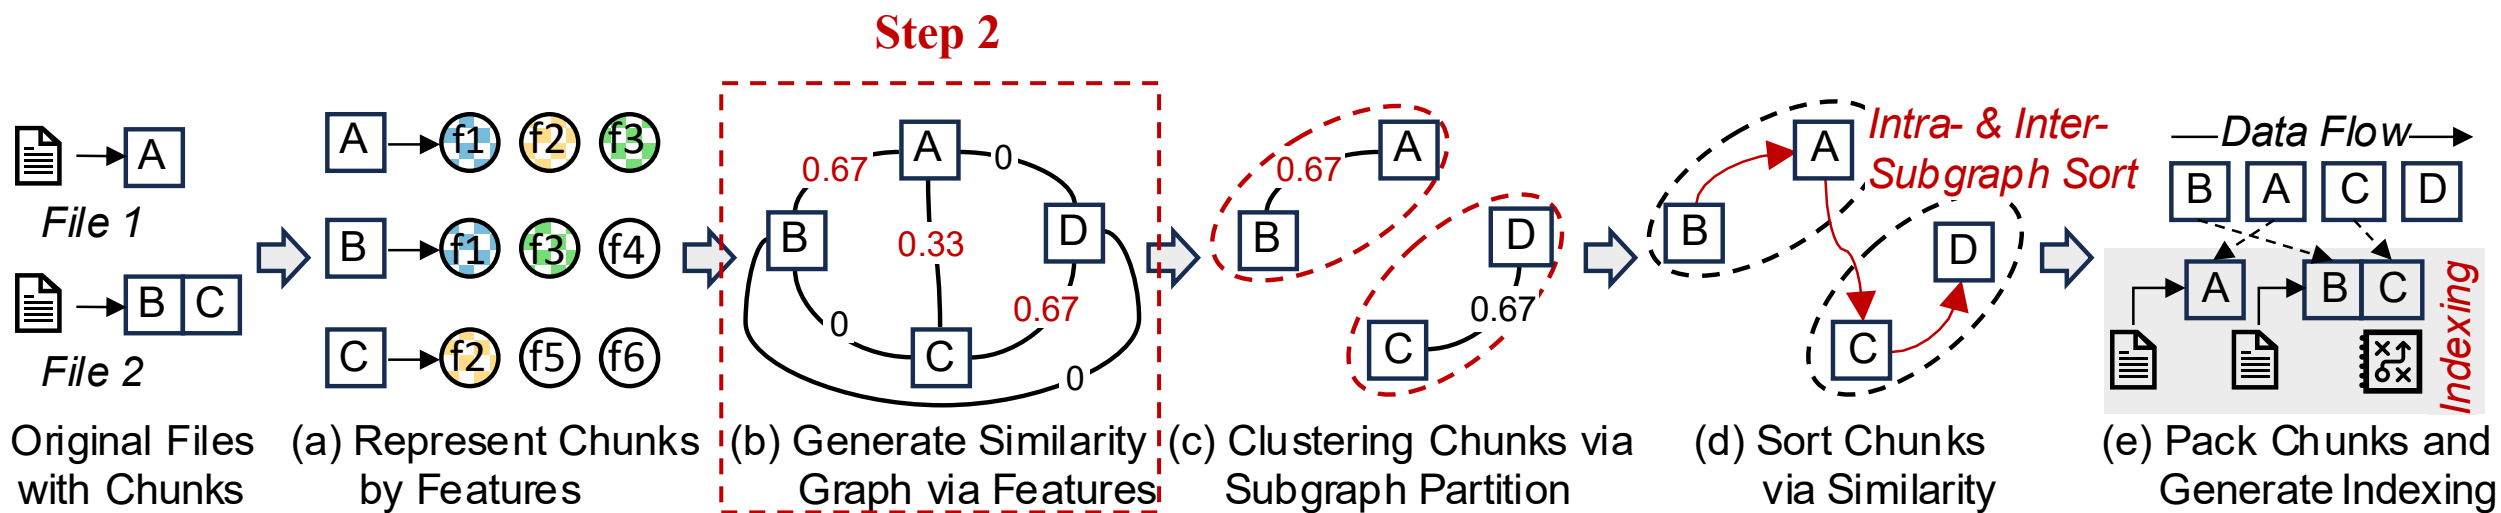 Step 2
A
File 1
B C
File 2
Original Files
with Chunks
A f1 f2 f3
B f1 f3 f4
C f2 f5 f6
(a) Represent Chunks
by Features
A
B
C
D
0.67
0
0.33
0.67
0
0
(b) Generate Similarity
Graph via Features
A
0.67
B
D
0.67
C
(c) Clustering Chunks via
Subgraph Partition
A
B
D
C
Intra- & Inter-
Subgraph Sort
(d) Sort Chunks
via Similarity
Data Flow
B A C D
A B C
Indexing
(e) Pack Chunks and
Generate Indexing